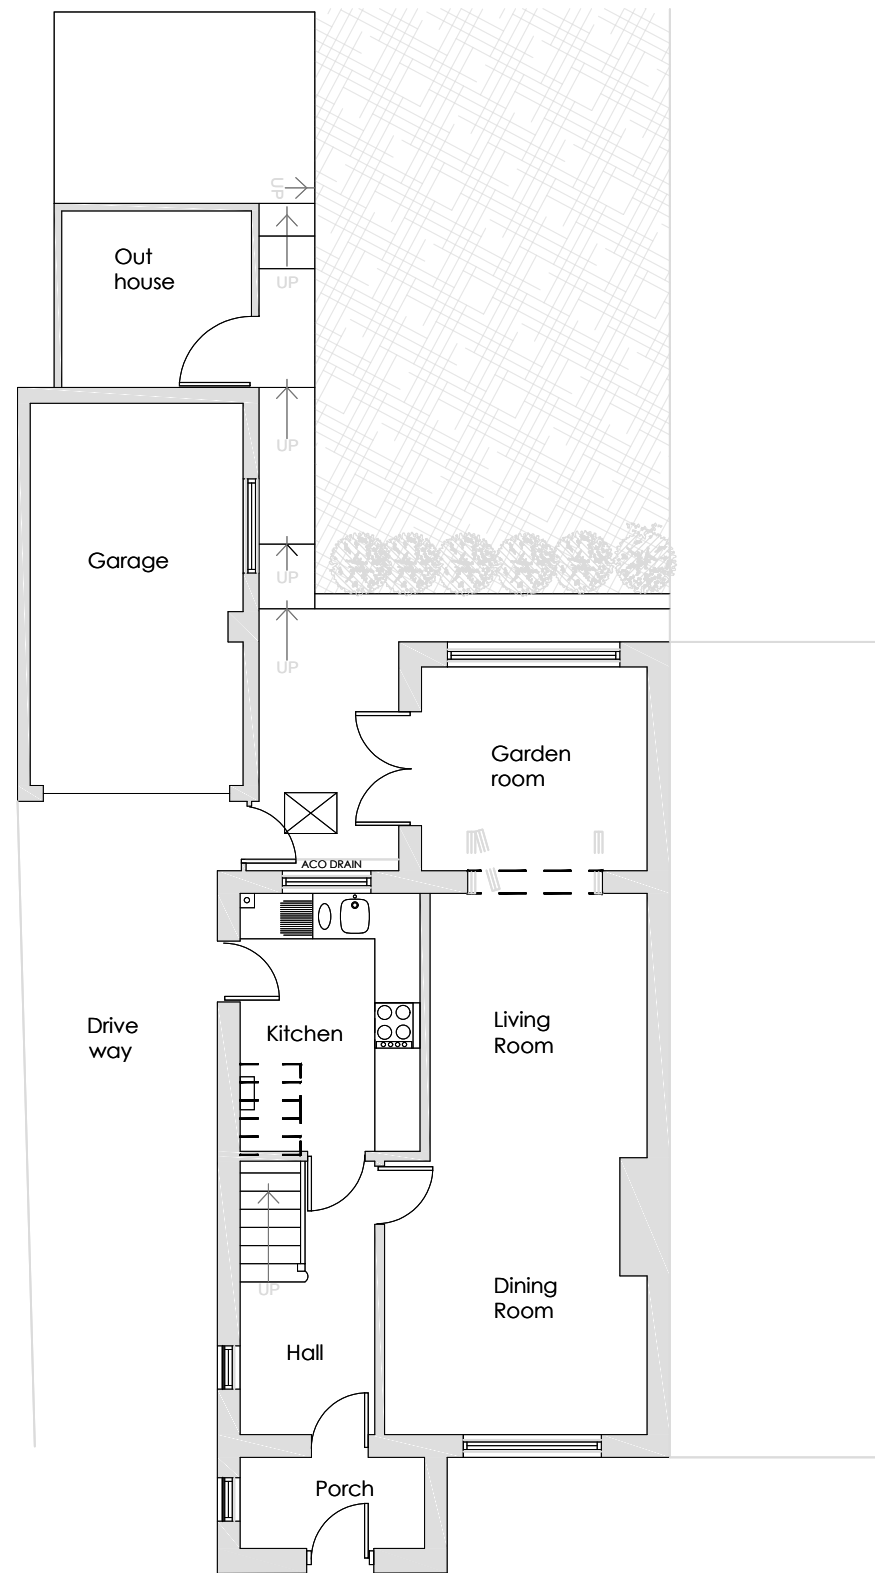 UP
Out
house
UP
UP
Garage
UP
UP
Garden
room
ACO DRAIN
Living
Room
Drive
way
Kitchen
UP
Dining
Room
Hall
Porch